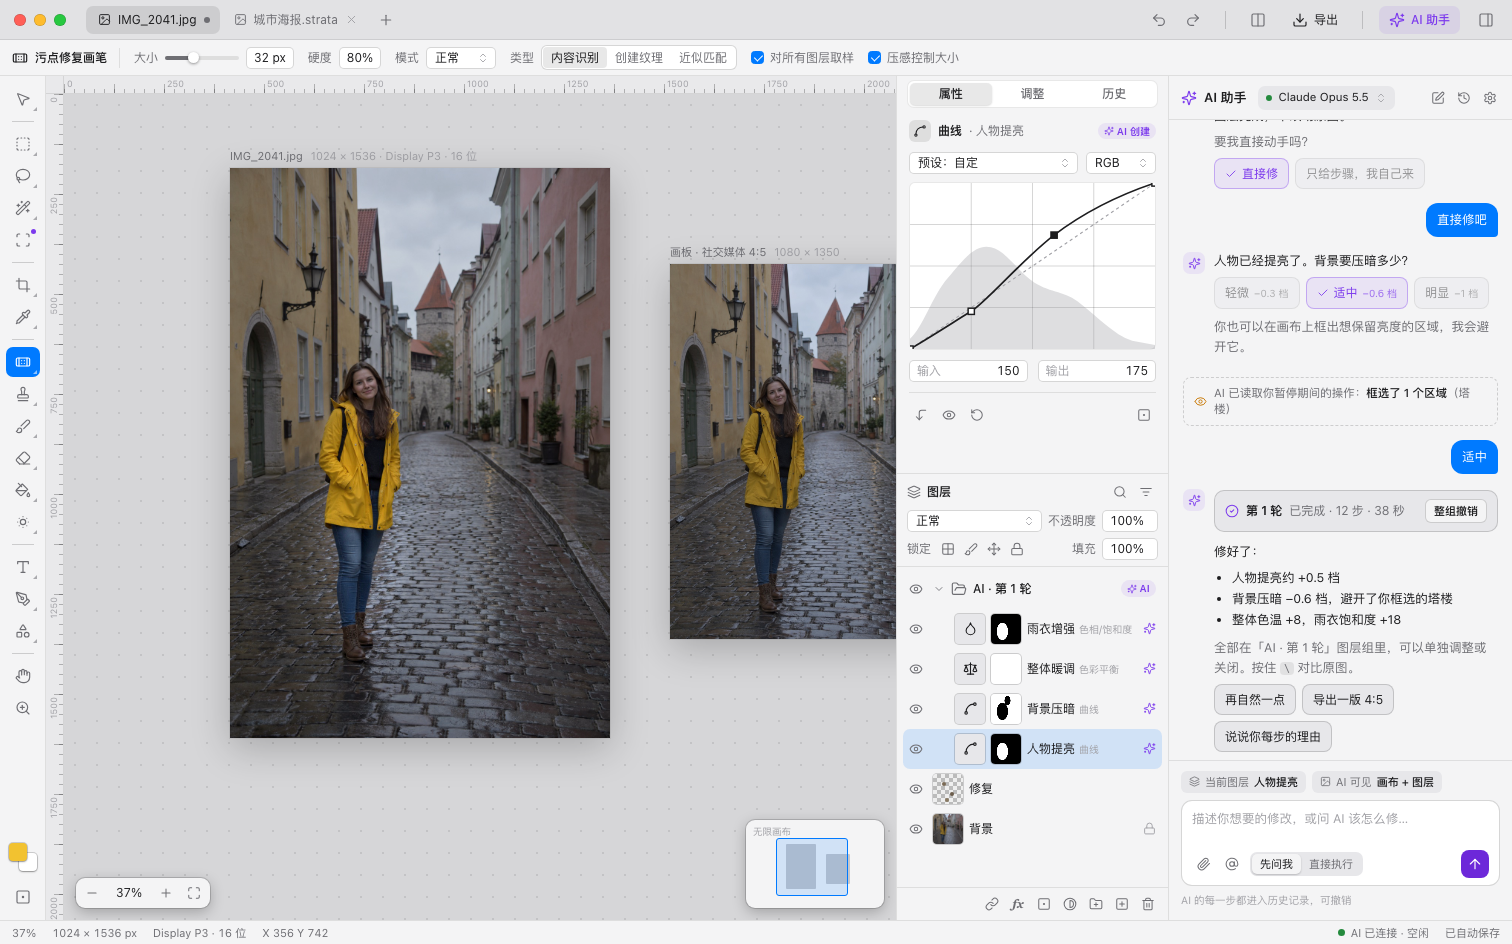 IMG_2041.jpg
城市海报.strata
导出
AI 助手
污点修复画笔
大小
32 px
硬度
80%
模式
正常
类型
内容识别
创建纹理
近似匹配
对所有图层取样
压感控制大小
0
250
500
750
1000
1250
1500
1750
2000
0
250
500
750
1000
1250
1500
1750
2000
IMG_2041.jpg 1024 × 1536 · Display P3 · 16 位
画板 · 社交媒体 4:5 1080 × 1350
无限画布
37%
属性
调整
历史
曲线 · 人物提亮
AI 创建
预设：自定
RGB
输入 150
输出 175
图层
正常
不透明度 100%
锁定
填充 100%
AI · 第 1 轮
AI
雨衣增强 色相/饱和度
整体暖调 色彩平衡
背景压暗 曲线
人物提亮 曲线
修复
背景
fx
AI 助手
Claude Opus 5.5
要我直接动手吗?
直接修
只给步骤，我自己来
直接修吧
人物已经提亮了。背景要压暗多少?
轻微 −0.3 档
适中 −0.6 档
明显 −1 档
你也可以在画布上框出想保留亮度的区域，我会避
开它。
AI 已读取你暂停期间的操作：框选了 1 个区域（塔
楼）
适中
第 1 轮 已完成 · 12 步 · 38 秒
整组撤销
修好了：
• 人物提亮约 +0.5 档
• 背景压暗 −0.6 档，避开了你框选的塔楼
• 整体色温 +8，雨衣饱和度 +18
全部在「AI · 第 1 轮」图层组里，可以单独调整或
关闭。按住 \ 对比原图。
再自然一点
导出一版 4:5
说说你每步的理由
当前图层 人物提亮
AI 可见 画布 + 图层
描述你想要的修改，或问 AI 该怎么修…
先问我
直接执行
AI 的每一步都进入历史记录，可撤销
37%
1024 × 1536 px
Display P3 · 16 位
X 356 Y 742
AI 已连接 · 空闲
已自动保存